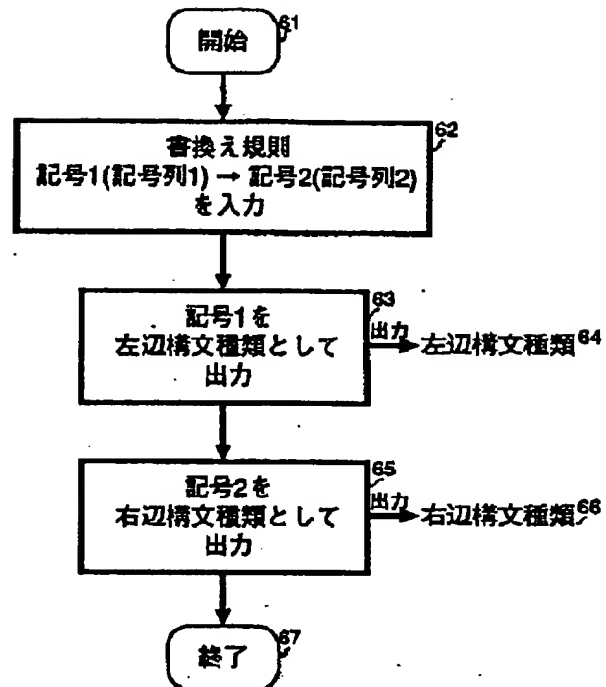 開始
61
書換え規則
記号1(記号列1) → 記号2(記号列2)
を入力
62
記号1を
左辺構文種類として
出力
63
出力
左辺構文種類
64
記号2を
右辺構文種類として
出力
65
出力
右辺構文種類
66
終了
67